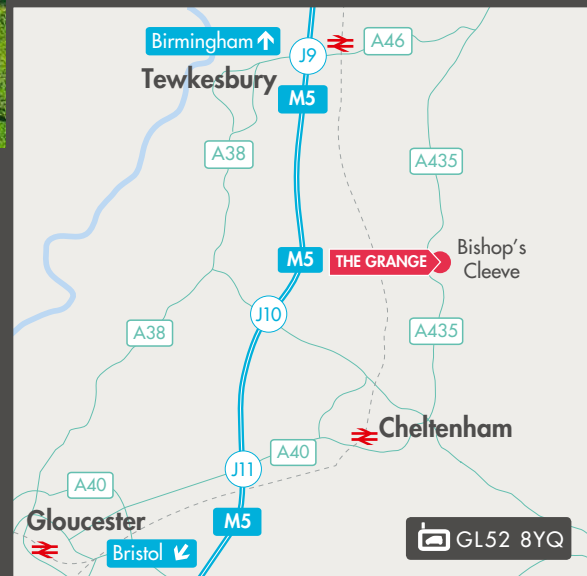 Birmingham
J9
A46
Tewkesbury
M5
A38
A435
M5
THE GRANGE
Bishop's
Cleeve
J10
A38
A435
Cheltenham
A40
J11
A40
Gloucester
M5
Bristol
GL52 8YQ